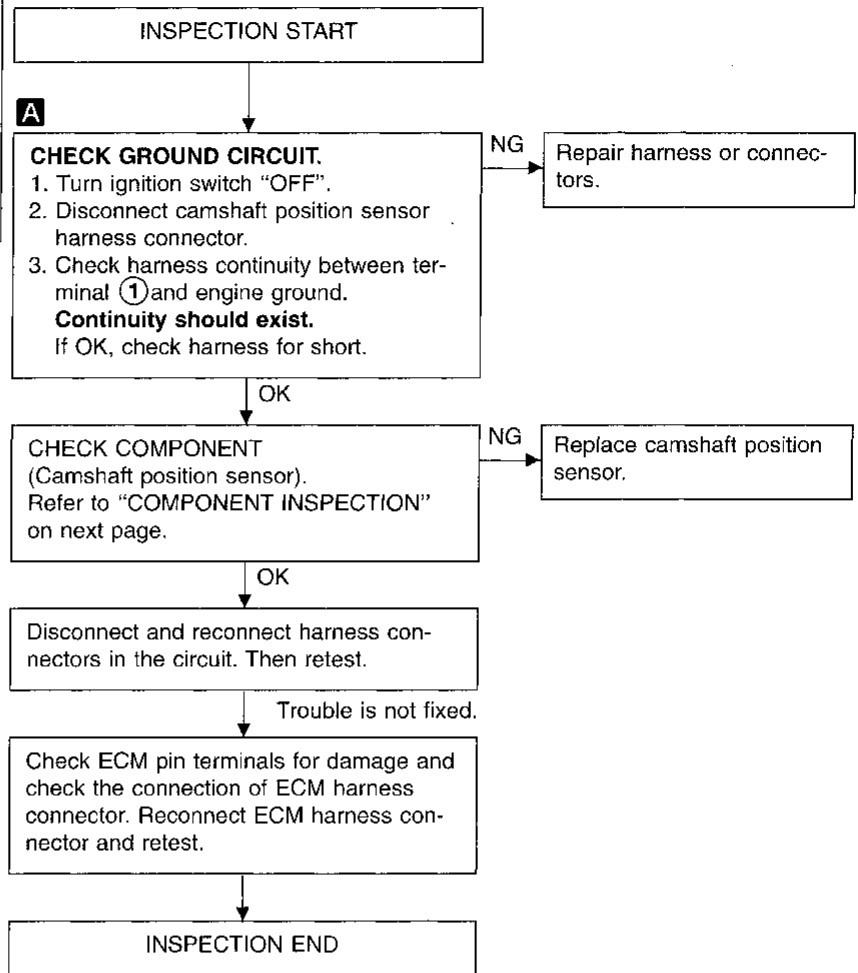 INSPECTION START
A
CHECK GROUND CIRCUIT.
1. Turn ignition switch “OFF”.
2. Disconnect camshaft position sensor
harness connector.
3. Check harness continuity between ter-
minal ① and engine ground.
Continuity should exist.
If OK, check harness for short.
NG
Repair harness or connec-
tors.
OK
CHECK COMPONENT
(Camshaft position sensor).
Refer to “COMPONENT INSPECTION”
on next page.
NG
Replace camshaft position
sensor.
OK
Disconnect and reconnect harness con-
nectors in the circuit. Then retest.
Trouble is not fixed.
Check ECM pin terminals for damage and
check the connection of ECM harness
connector. Reconnect ECM harness con-
nector and retest.
INSPECTION END